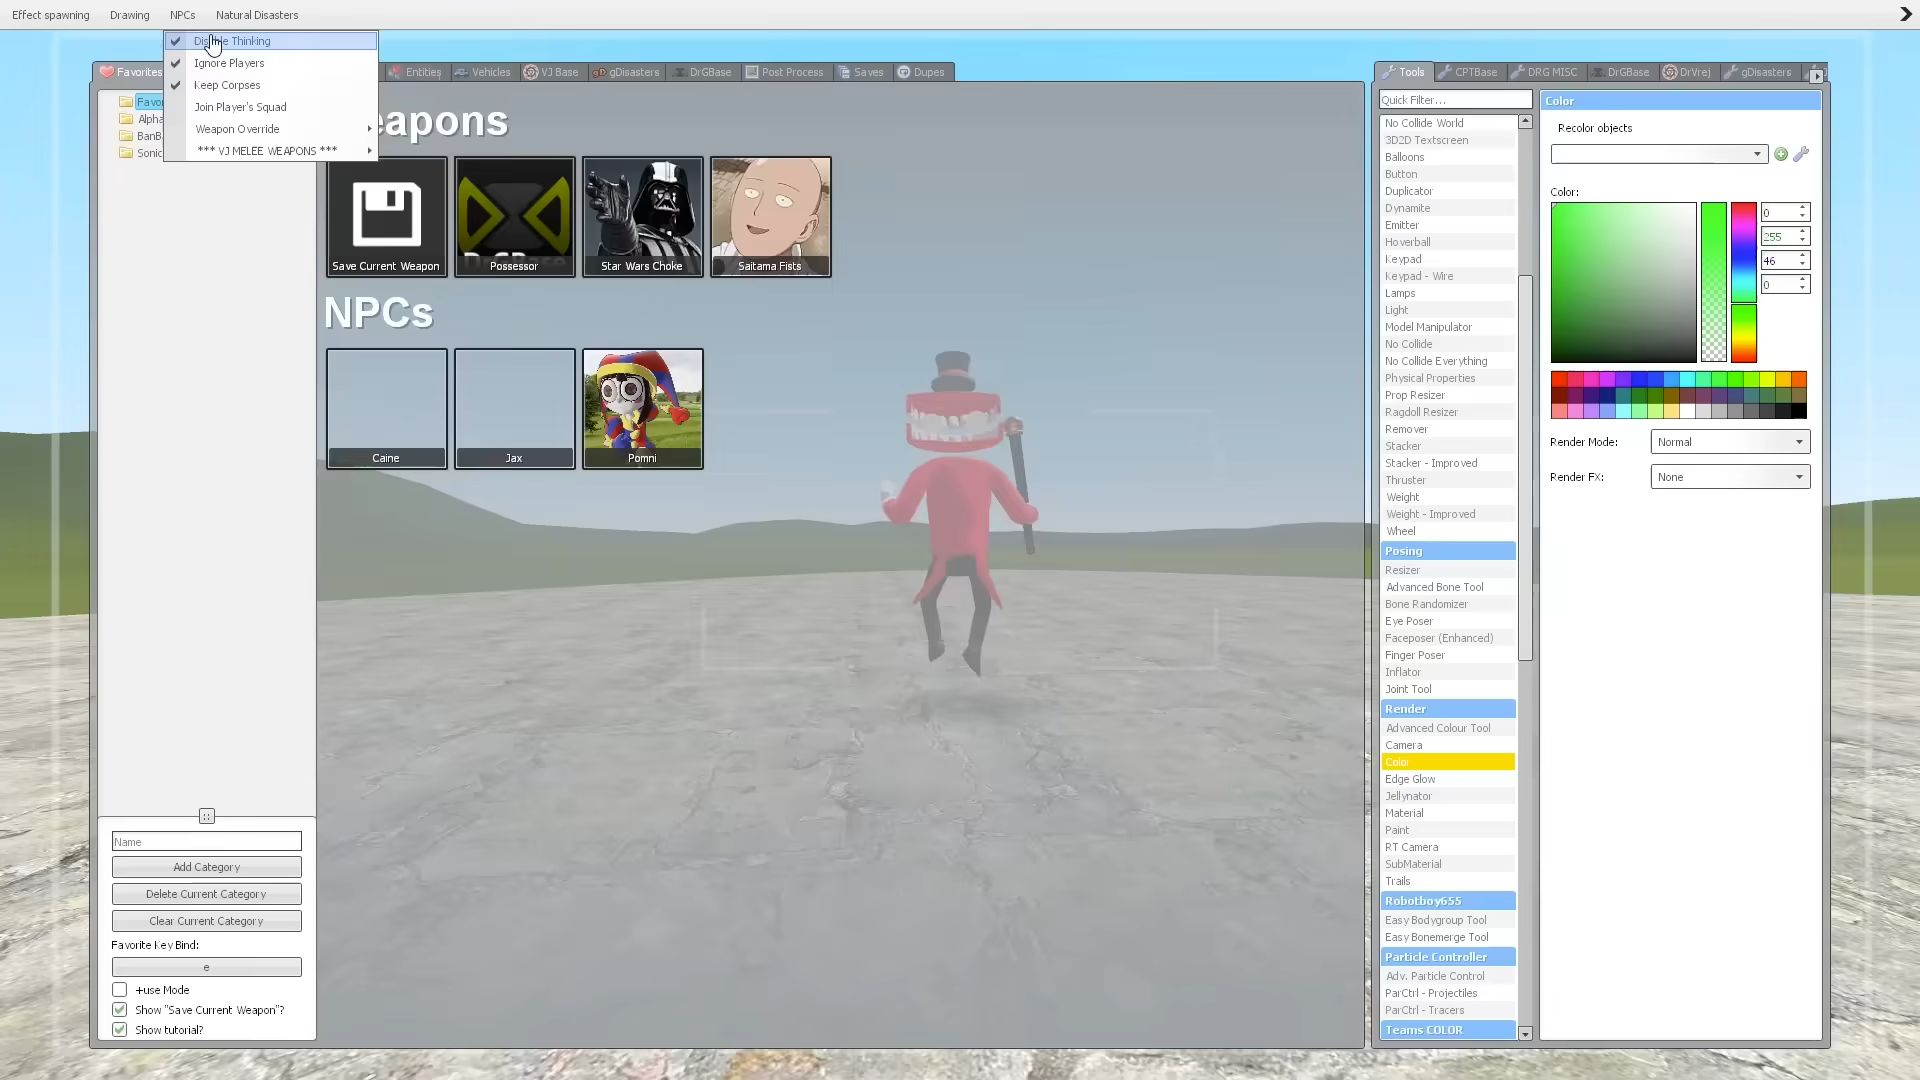 Effect spawning Drawing NPCs Natural Disasters
Disable Thinking
Ignore Players
Keep Corpses
Join Player's Squad
Weapon Override
*** VJ MELEE WEAPONS ***
Favorites Entities Vehicles VJ Base gDisasters DrGBase Post Process Saves Dupes
Favo
Alpha
BanB
Sonic
eapons
Save Current Weapon
Possessor
Star Wars Choke
Saitama Fists
NPCs
Caine
Jax
Pomni
Name
Add Category
Delete Current Category
Clear Current Category
Favorite Key Bind:
e
+use Mode
Show "Save Current Weapon"?
Show tutorial?
Tools CPTBase DRG MISC DrGBase DrVrej gDisasters
Quick Filter...
No Collide World
3D2D Textscreen
Balloons
Button
Duplicator
Dynamite
Emitter
Hoverball
Keypad
Keypad - Wire
Lamps
Light
Model Manipulator
No Collide
No Collide Everything
Physical Properties
Prop Resizer
Ragdoll Resizer
Remover
Stacker
Stacker - Improved
Thruster
Weight
Weight - Improved
Wheel
Posing
Resizer
Advanced Bone Tool
Bone Randomizer
Eye Poser
Faceposer (Enhanced)
Finger Poser
Inflator
Joint Tool
Render
Advanced Colour Tool
Camera
Color
Edge Glow
Jellynator
Material
Paint
RT Camera
SubMaterial
Trails
Robotboy655
Easy Bodygroup Tool
Easy Bonemerge Tool
Particle Controller
Adv. Particle Control
ParCtrl - Projectiles
ParCtrl - Tracers
Teams COLOR
Color
Recolor objects
Color:
0
255
46
0
Render Mode: Normal
Render FX: None